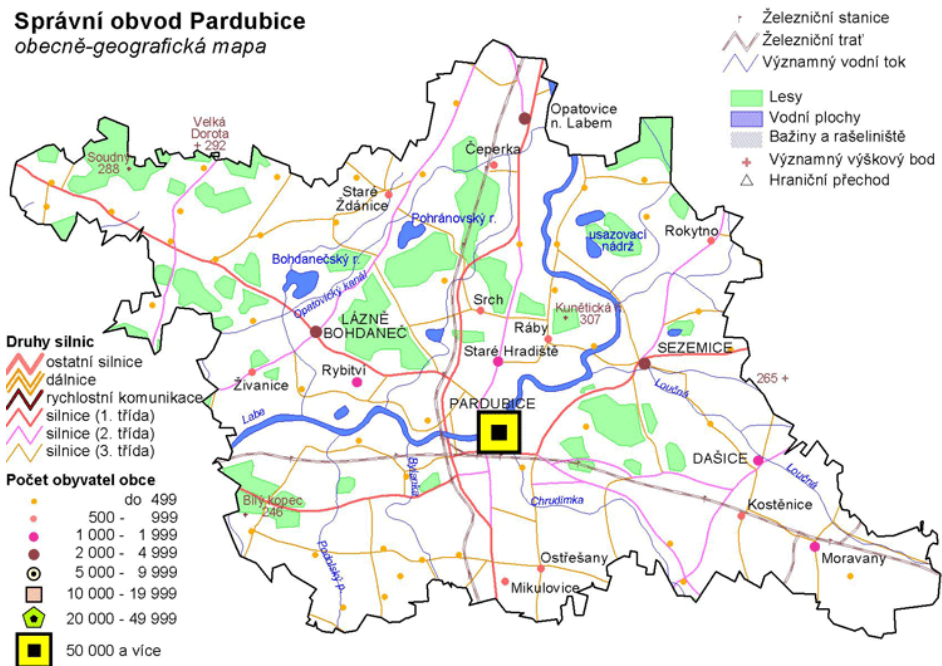 Správní obvod Pardubice
obecně-geografická mapa
Železniční stanice
Železniční trať
Významný vodní tok
Lesy
Vodní plochy
Bažiny a rašeliniště
Významný výškový bod
Hraniční přechod
Opatovice
n. Labem
Velká
Dorota
+ 292
Soudný
288
Čeperka
Staré
Ždánice
Pohránovský r.
usazovací
nádrž
Rokytno
Bohdanečský r.
Opatovický kanál
Srch
Kunětická
307
LÁZNĚ
BOHDANEČ
Ráby
SEZEMICE
Staré Hradiště
Živanice
Rybitví
Loučná
265 +
Labe
PARDUBICE
DAŠICE
Loučná
Bylanka
Bílý kopec
246
Chrudimka
Kostěnice
Podolský p.
Ostřešany
Moravany
Mikulovice
Druhy silnic
ostatní silnice
dálnice
rychlostní komunikace
silnice (1. třída)
silnice (2. třída)
silnice (3. třída)
Počet obyvatel obce
do 499
500 - 999
1 000 - 1 999
2 000 - 4 999
5 000 - 9 999
10 000 - 19 999
20 000 - 49 999
50 000 a více